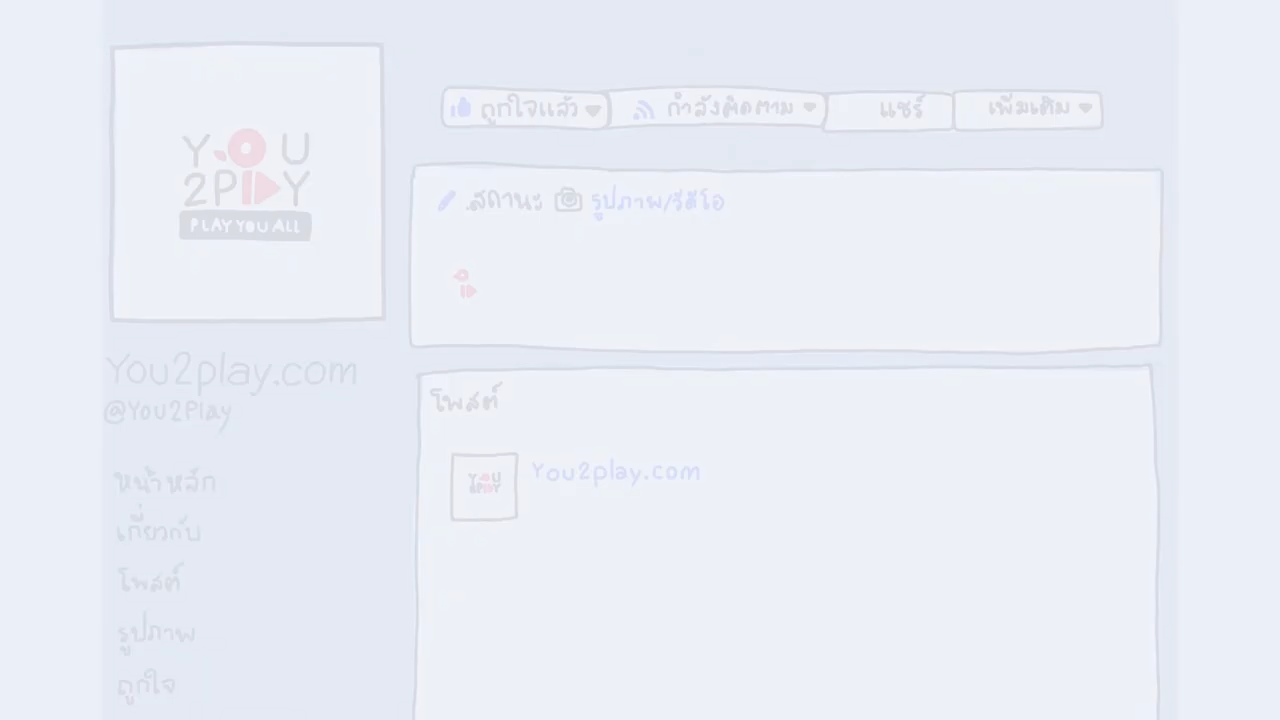 YOU
2PLAY
PLAY YOU ALL
You2play.com
@You2Play
หน้าหลัก
เกี่ยวกับ
โพสต์
รูปภาพ
ถูกใจ
ถูกใจแล้ว กำลังติดตาม แชร์ เพิ่มเติม
.สถานะ รูปภาพ/วีดีโอ
โพสต์
YOU
2PLAY
You2play.com